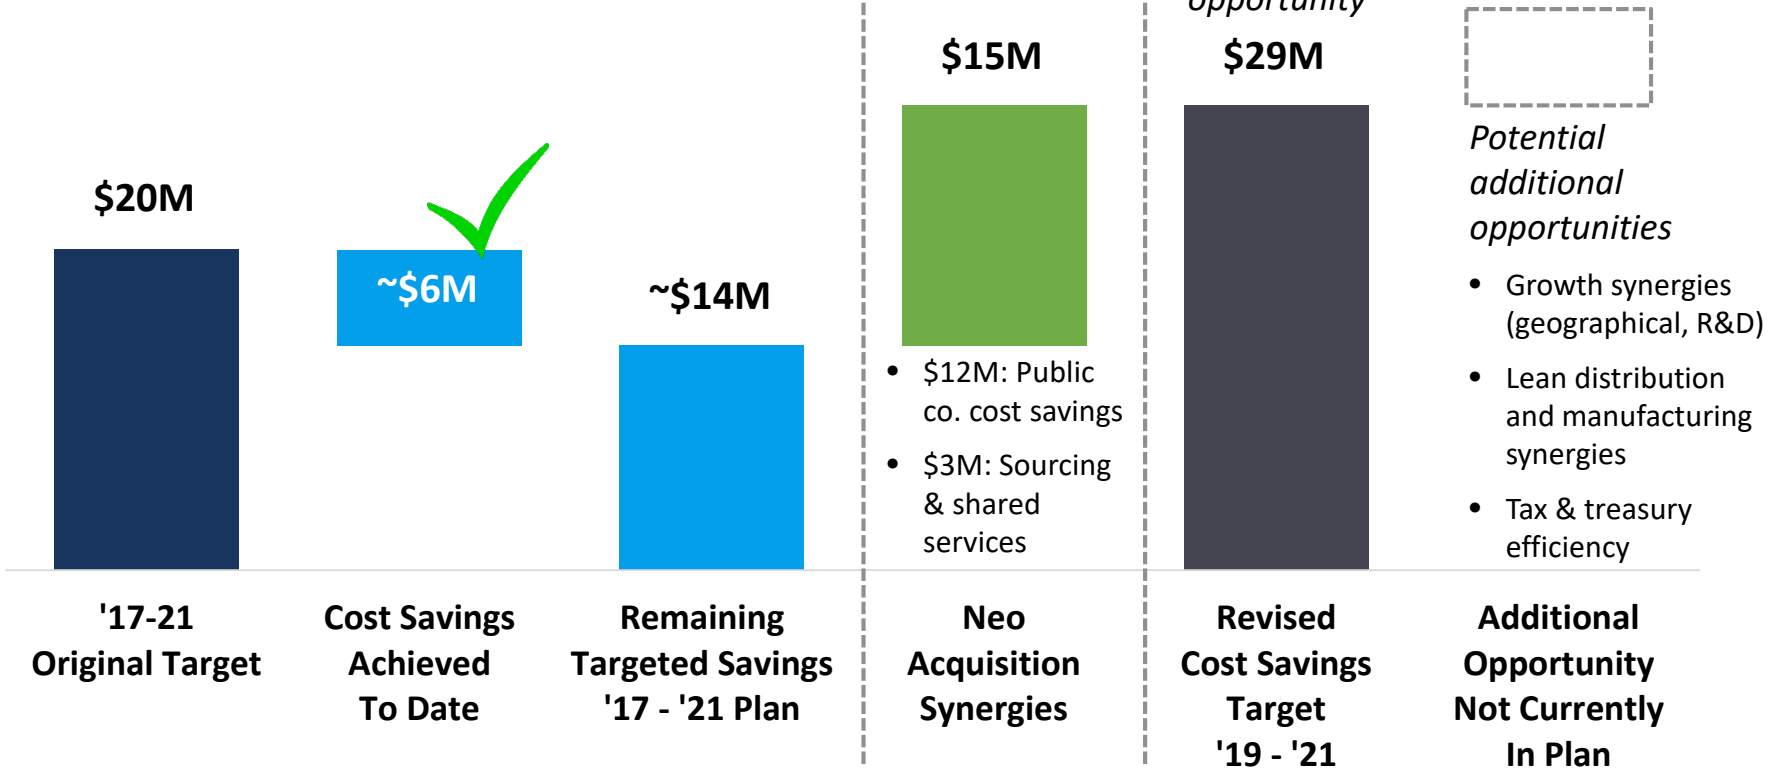 opportunity
$20M
~$6M
~$14M
$15M
• $12M: Public
co. cost savings
• $3M: Sourcing
& shared
services
$29M
Potential
additional
opportunities
• Growth synergies
(geographical, R&D)
• Lean distribution
and manufacturing
synergies
• Tax & treasury
efficiency
'17-21
Original Target
Cost Savings
Achieved
To Date
Remaining
Targeted Savings
'17 - '21 Plan
Neo
Acquisition
Synergies
Revised
Cost Savings
Target
'19 - '21
Additional
Opportunity
Not Currently
In Plan